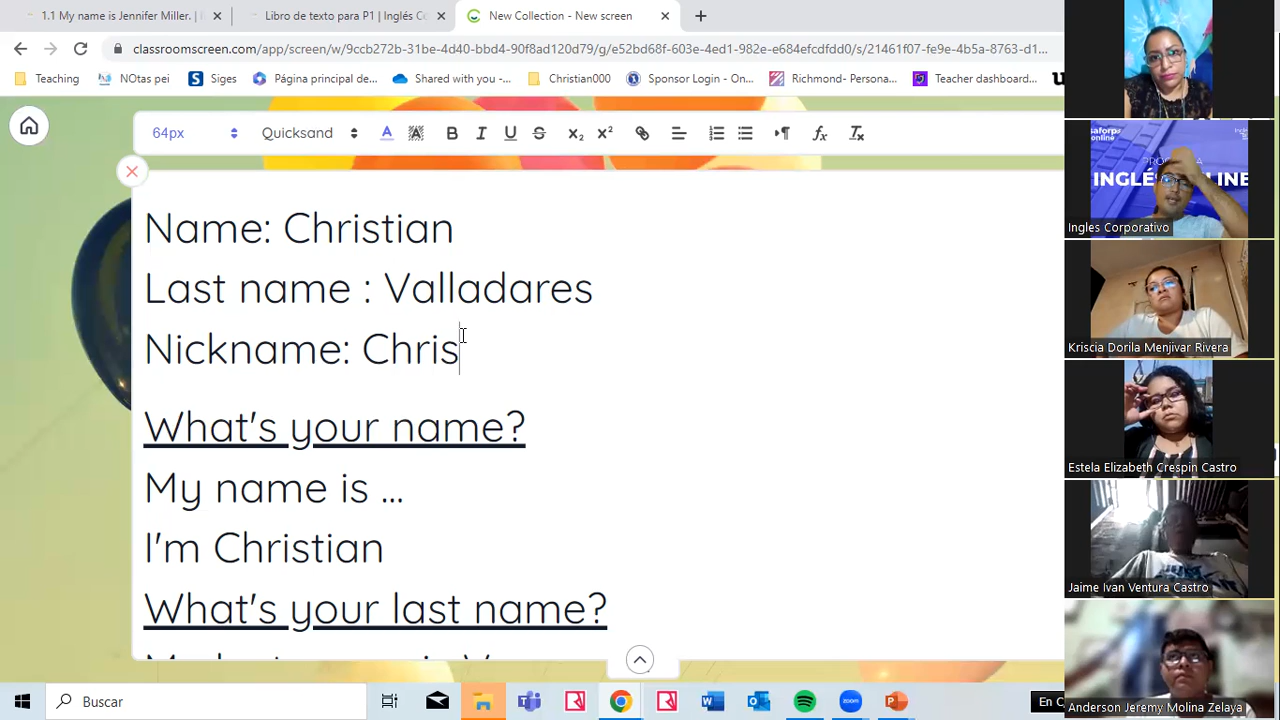 1.1 My name is Jennifer Miller. |
Libro de texto para P1 | Inglés C
New Collection - New screen
classroomscreen.com/app/screen/w/9ccb272b-31be-4d40-bbd4-90f8ad120d79/g/e52bd68f-603e-4ed1-982e-e684efcdfdd0/s/21461f07-fe9e-4b5a-8763-d1...
Teaching
NOtas pei
Siges
Página principal de...
Shared with you -...
Christian000
Sponsor Login - On...
Richmond- Persona...
Teacher dashboard...
64px
Quicksand
Name: Christian
Last name : Valladares
Nickname: Chris
What's your name?
My name is ...
I'm Christian
What's your last name?
Buscar
INGLÉS
Ingles Corporativo
Kriscia Dorila Menjivar Rivera
Estela Elizabeth Crespin Castro
Jaime Ivan Ventura Castro
Anderson Jeremy Molina Zelaya